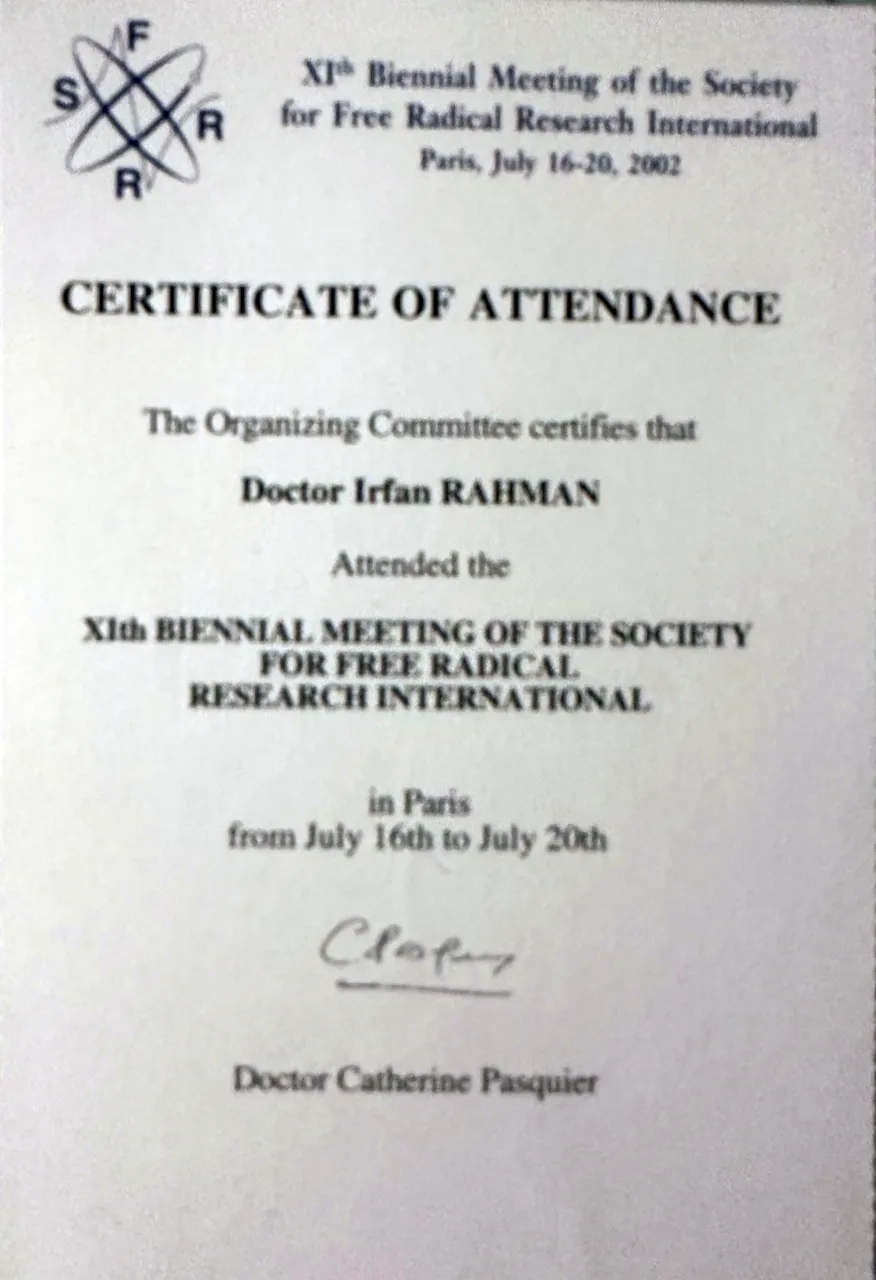 F
S
R
R
XIth Biennial Meeting of the Society
for Free Radical Research International
Paris, July 16-20, 2002
CERTIFICATE OF ATTENDANCE
The Organizing Committee certifies that
Doctor Irfan RAHMAN
Attended the
XIth BIENNIAL MEETING OF THE SOCIETY
FOR FREE RADICAL
RESEARCH INTERNATIONAL
in Paris
from July 16th to July 20th
Doctor Catherine Pasquier